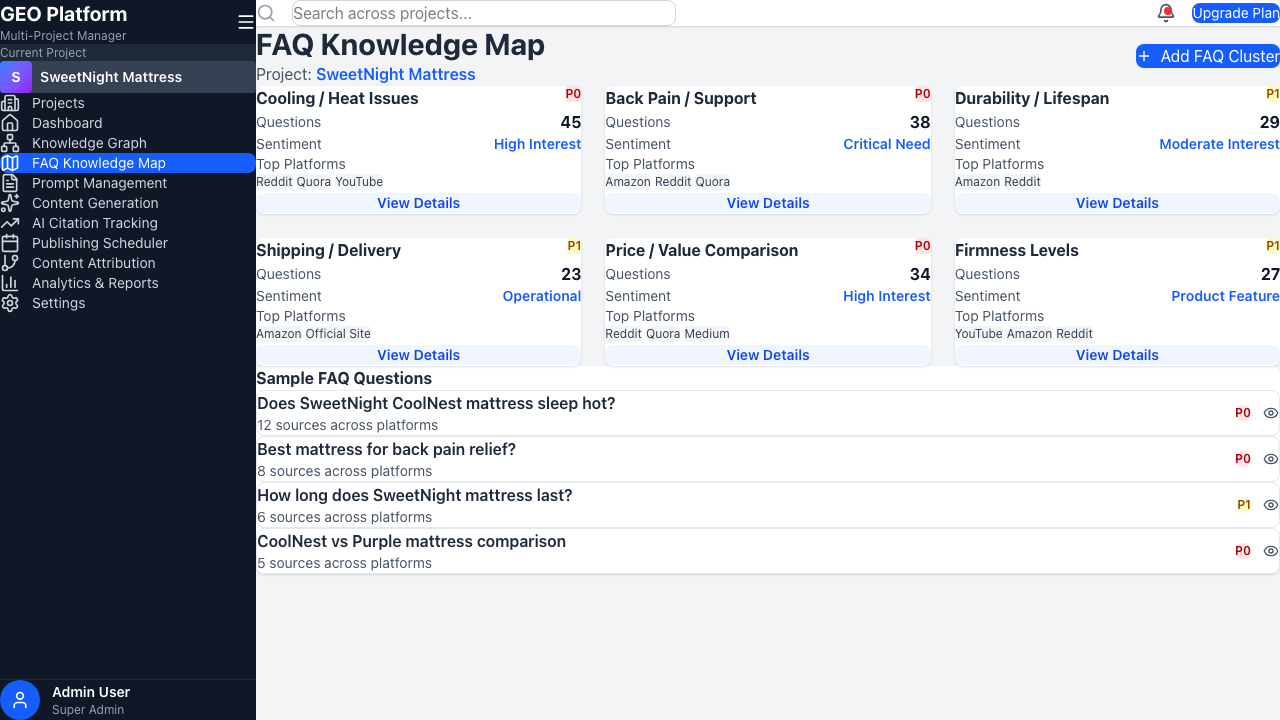 GEO Platform
Multi-Project Manager
Current Project
S
SweetNight Mattress
Projects
Dashboard
Knowledge Graph
FAQ Knowledge Map
Prompt Management
Content Generation
AI Citation Tracking
Publishing Scheduler
Content Attribution
Analytics & Reports
Settings
Admin User
Super Admin
Search across projects...
Upgrade Plan
FAQ Knowledge Map
Project: SweetNight Mattress
Add FAQ Cluster
Cooling / Heat Issues P0
Questions 45
Sentiment High Interest
Top Platforms
Reddit Quora YouTube
View Details
Back Pain / Support P0
Questions 38
Sentiment Critical Need
Top Platforms
Amazon Reddit Quora
View Details
Durability / Lifespan P1
Questions 29
Sentiment Moderate Interest
Top Platforms
Amazon Reddit
View Details
Shipping / Delivery P1
Questions 23
Sentiment Operational
Top Platforms
Amazon Official Site
View Details
Price / Value Comparison P0
Questions 34
Sentiment High Interest
Top Platforms
Reddit Quora Medium
View Details
Firmness Levels P1
Questions 27
Sentiment Product Feature
Top Platforms
YouTube Amazon Reddit
View Details
Sample FAQ Questions
Does SweetNight CoolNest mattress sleep hot?
12 sources across platforms
P0
Best mattress for back pain relief?
8 sources across platforms
P0
How long does SweetNight mattress last?
6 sources across platforms
P1
CoolNest vs Purple mattress comparison
5 sources across platforms
P0